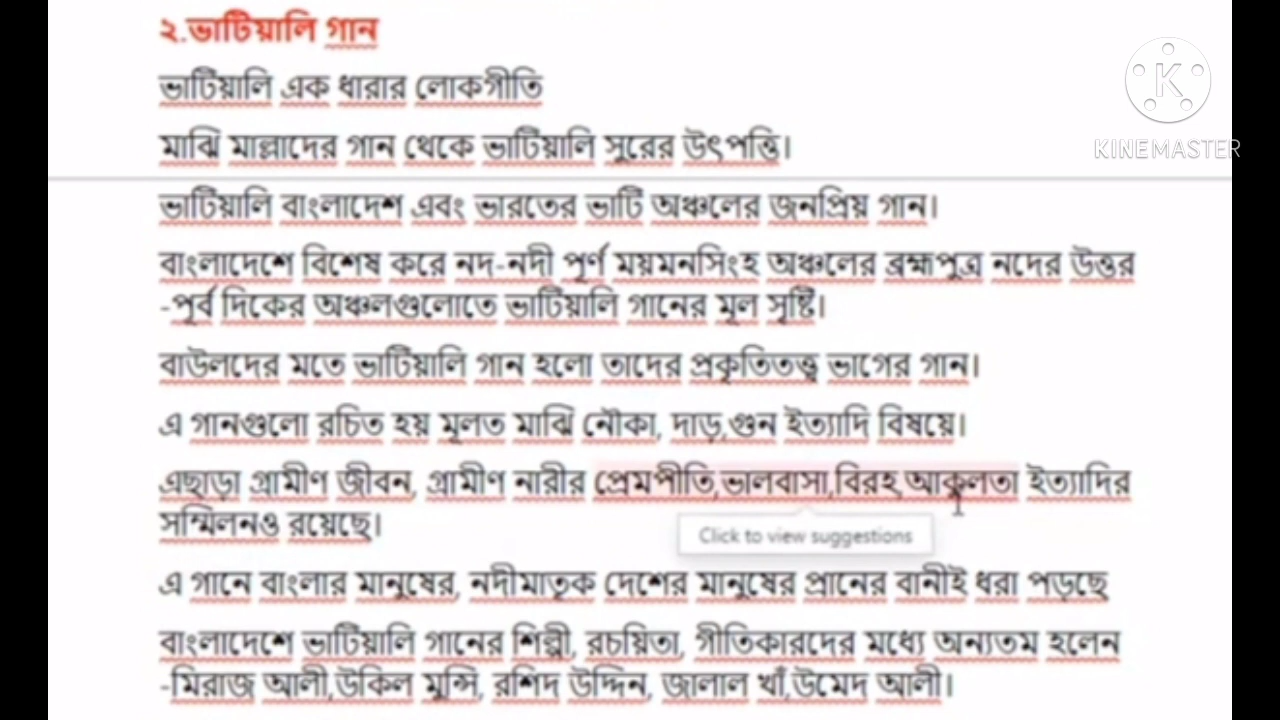 ২.ভাটিয়ালি গান
ভাটিয়ালি এক ধারার লোকগীতি
K
KINEMASTER
মাঝি মাল্লাদের গান থেকে ভাটিয়ালি সুরের উৎপত্তি।
ভাটিয়ালি বাংলাদেশ এবং ভারতের ভাটি অঞ্চলের জনপ্রিয় গান।
বাংলাদেশে বিশেষ করে নদ-নদী পূর্ণ ময়মনসিংহ অঞ্চলের ব্রহ্মপুত্র নদের উত্তর
-পূর্ব দিকের অঞ্চলগুলোতে ভাটিয়ালি গানের মূল সৃষ্টি।
বাউলদের মতে ভাটিয়ালি গান হলো তাদের প্রকৃতিতত্ত্ব ভাগের গান।
এ গানগুলো রচিত হয় মূলত মাঝি নৌকা, দাড়,গুন ইত্যাদি বিষয়ে।
এছাড়া গ্রামীণ জীবন, গ্রামীণ নারীর প্রেমপীতি,ভালবাসা,বিরহ,আকুলতা ইত্যাদির
সম্মিলনও রয়েছে।
Click to view suggestions
এ গানে বাংলার মানুষের, নদীমাতৃক দেশের মানুষের প্রানের বানীই ধরা পড়ছে
বাংলাদেশে ভাটিয়ালি গানের শিল্পী, রচয়িতা, গীতিকারদের মধ্যে অন্যতম হলেন
-মিরাজ আলী,উকিল মুন্সি, রশিদ উদ্দিন, জালাল খাঁ,উমেদ আলী।